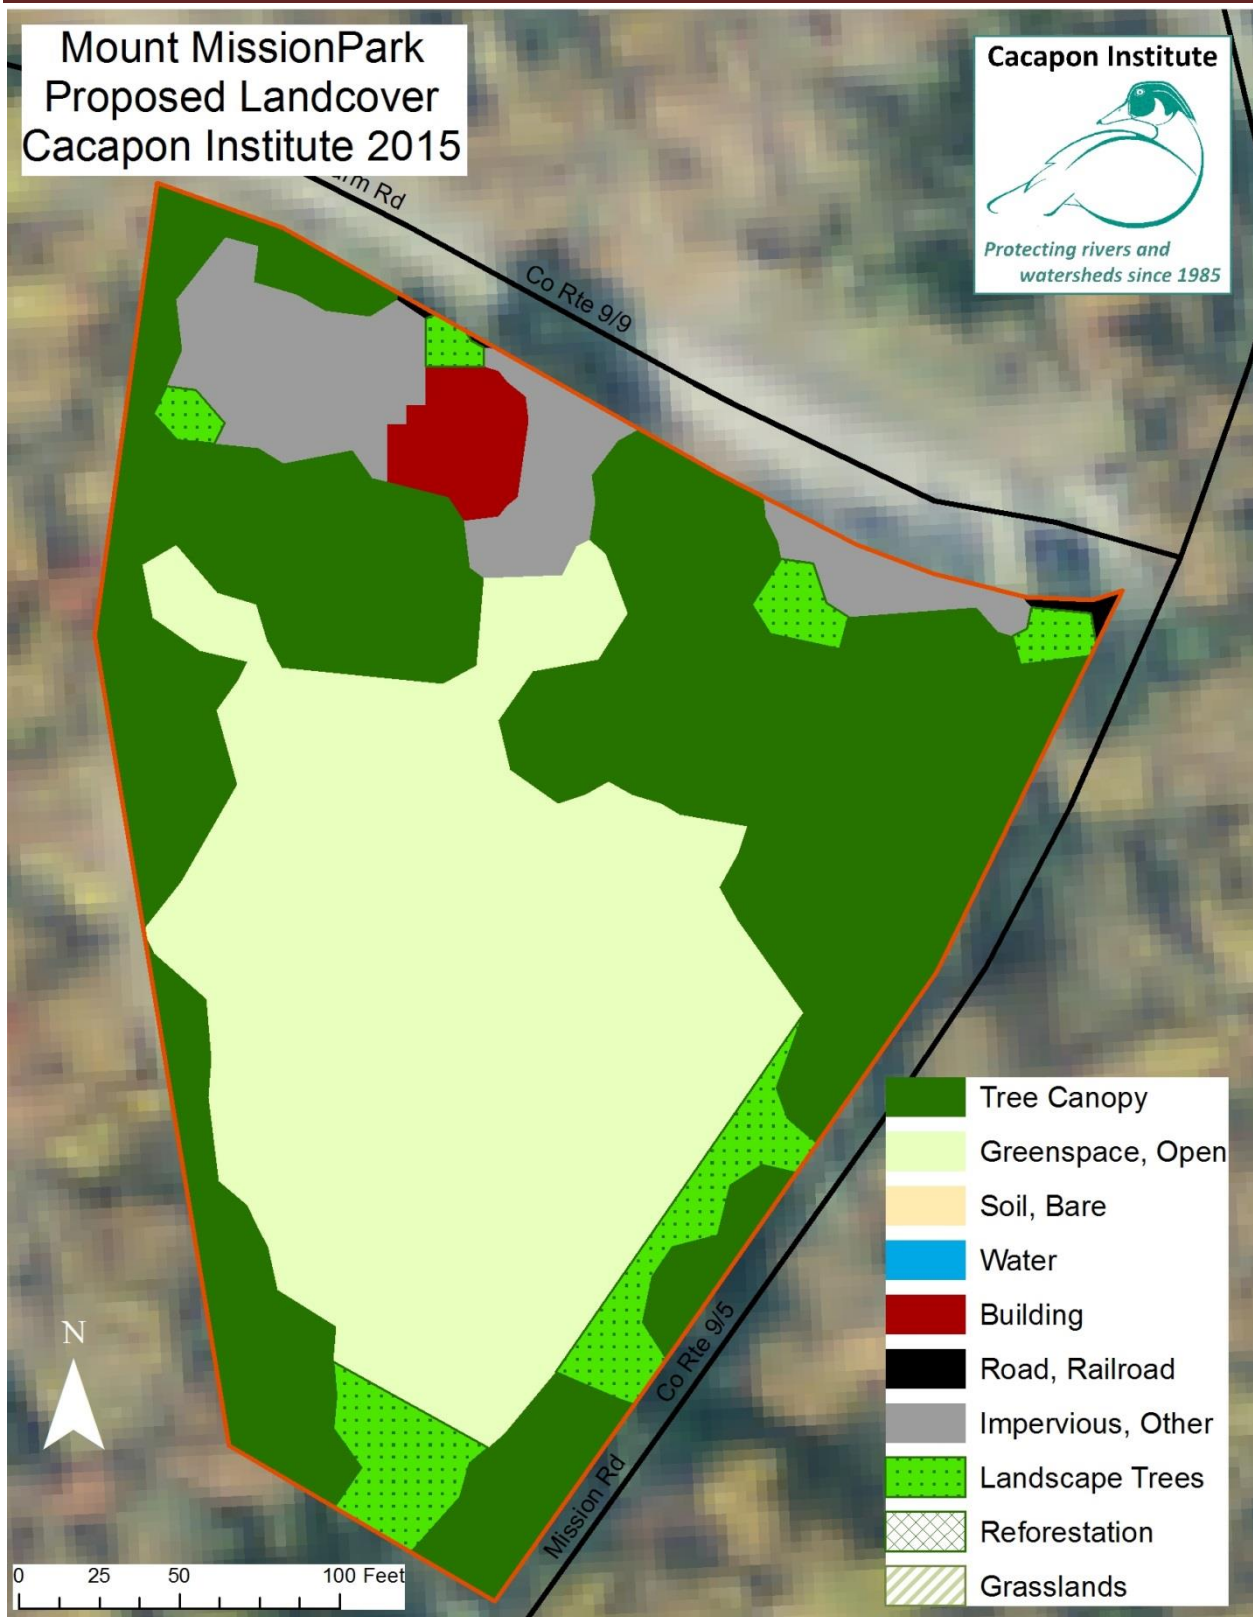 Mount MissionPark
Proposed Landcover
Cacapon Institute 2015
Cacapon Institute
Protecting rivers and
watersheds since 1985
Rd
Co Rte 9/9
Tree Canopy
Greenspace, Open
Soil, Bare
Water
Building
Road, Railroad
Impervious, Other
Landscape Trees
Reforestation
Grasslands
Co Rte 9/5
Mission Rd
N
0 25 50 100 Feet